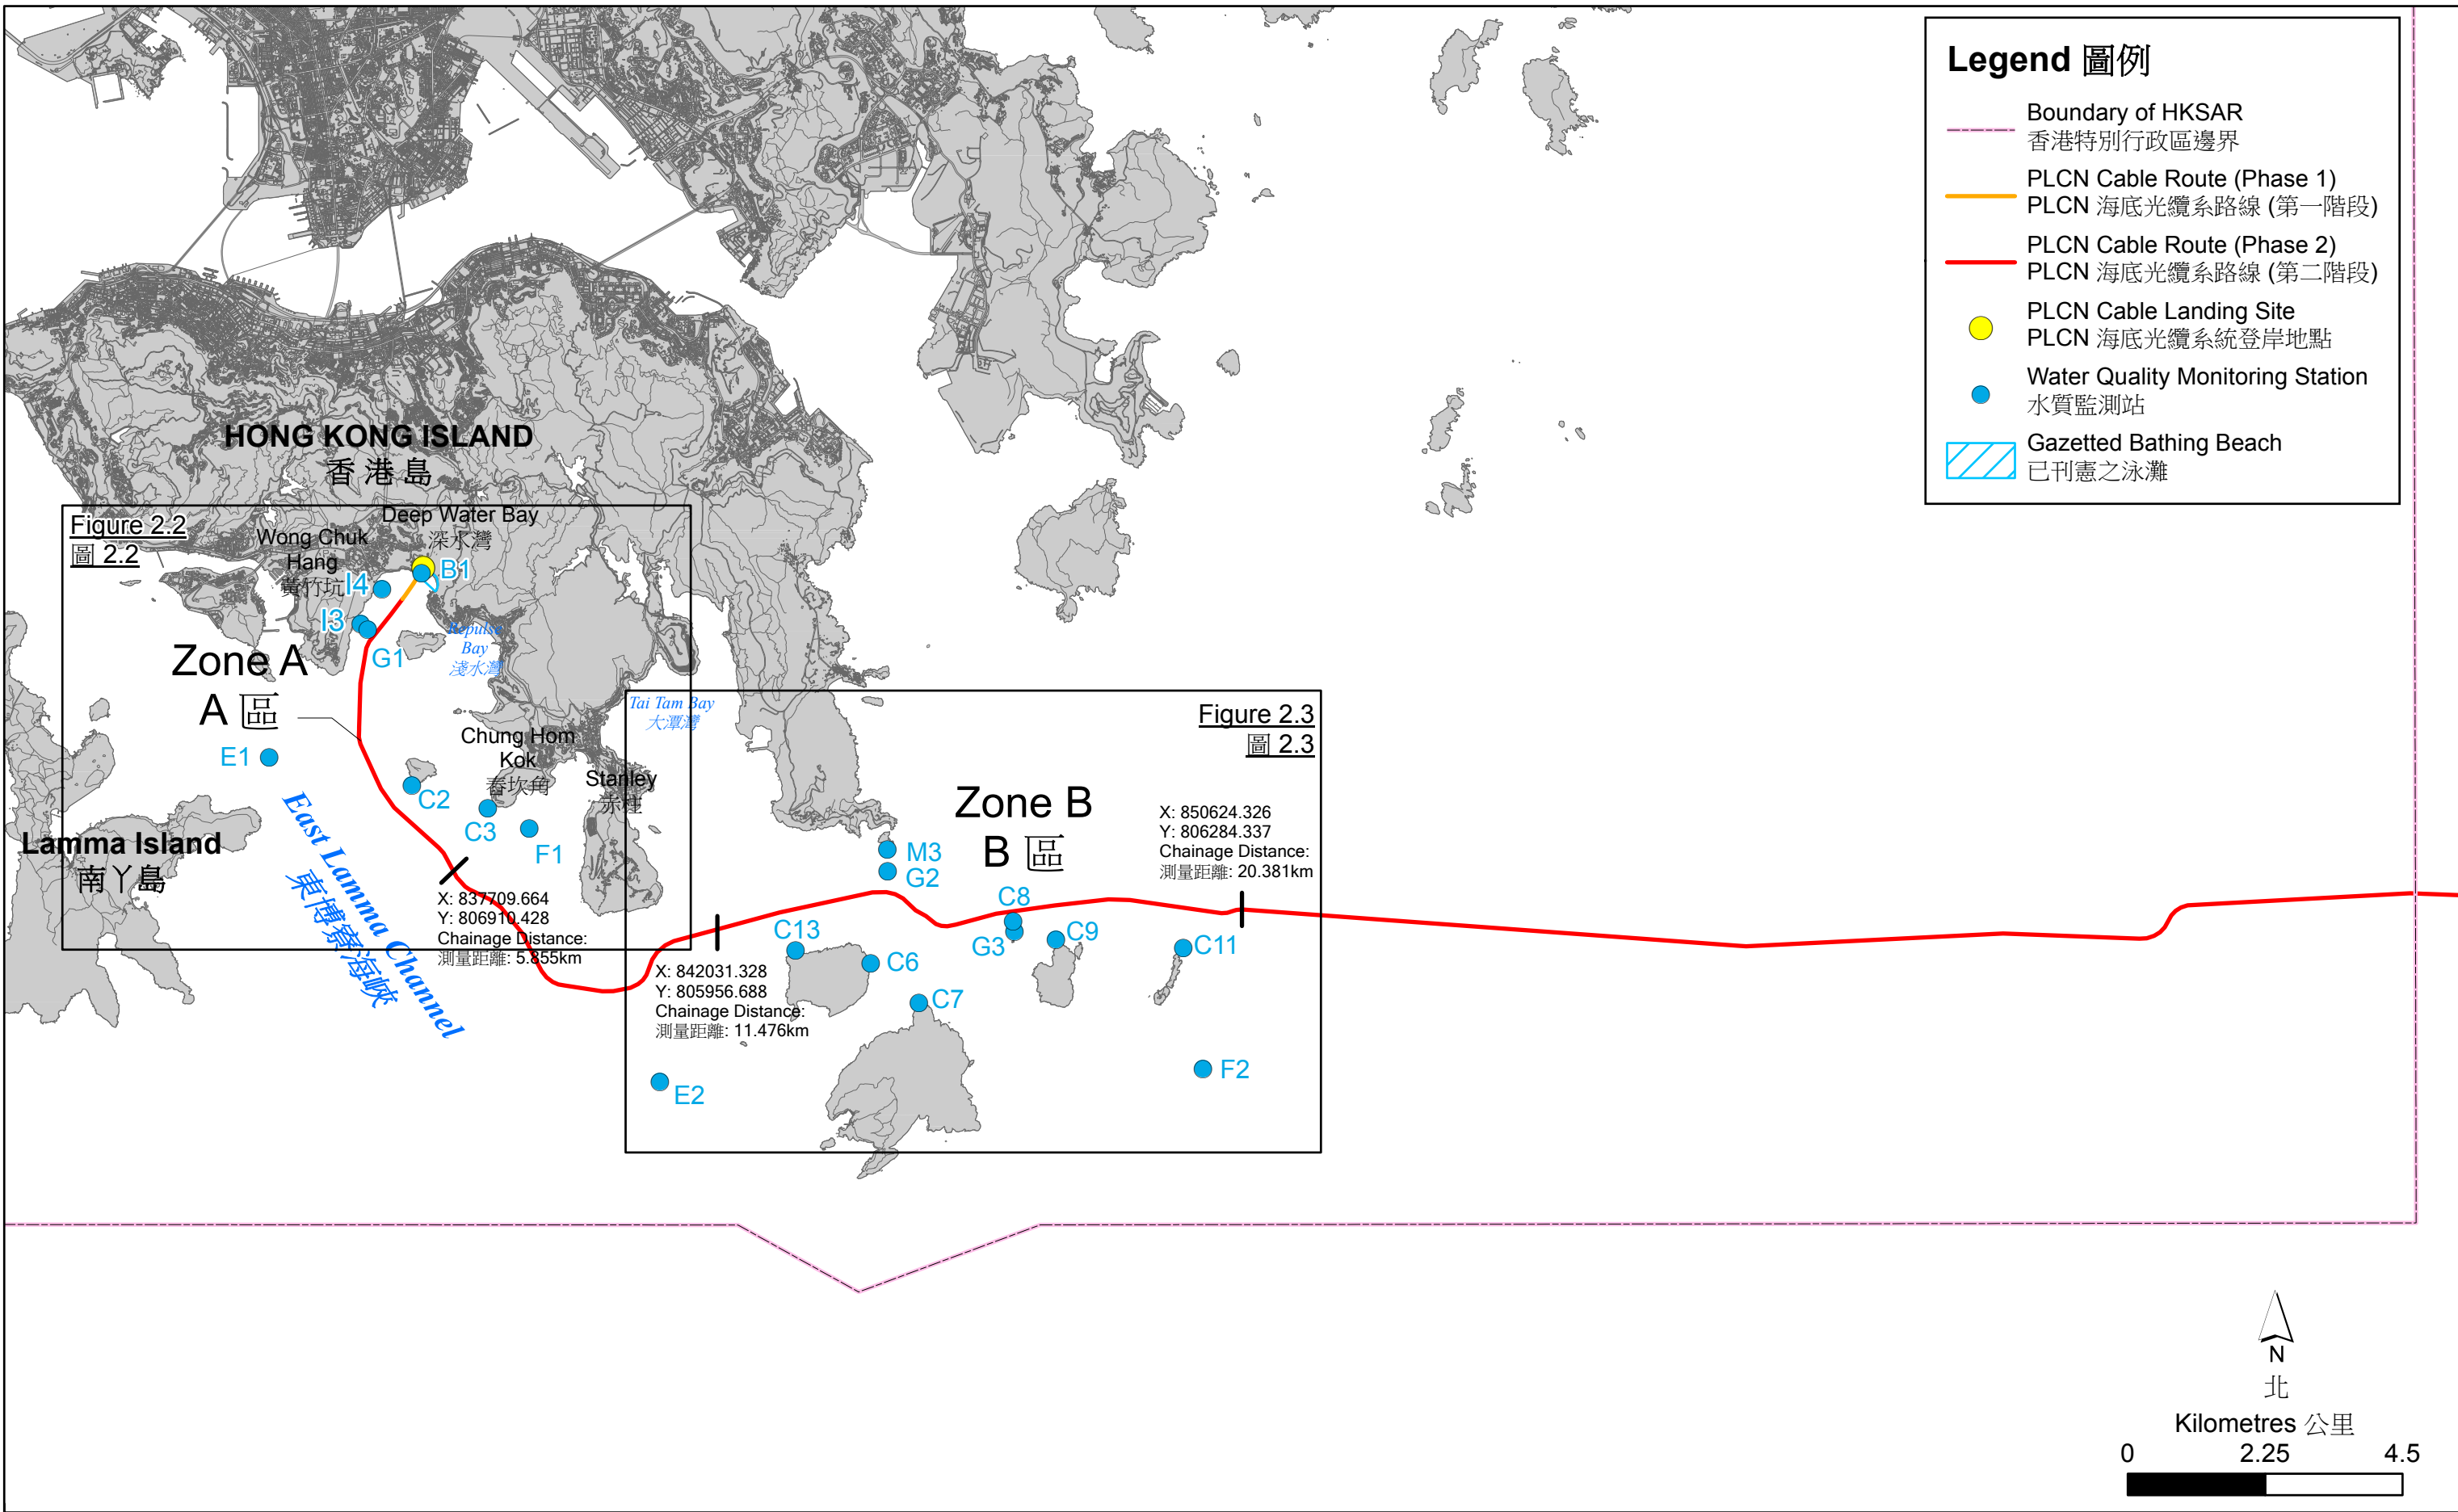 Legend 圖例
Boundary of HKSAR
香港特別行政區邊界
PLCN Cable Route (Phase 1)
PLCN 海底光纜系路線 (第一階段)
PLCN Cable Route (Phase 2)
PLCN 海底光纜系路線 (第二階段)
PLCN Cable Landing Site
PLCN 海底光纜系統登岸地點
Water Quality Monitoring Station
水質監測站
Gazetted Bathing Beach
已刊憲之泳灘
HONG KONG ISLAND
香港島
Figure 2.2
圖 2.2
Deep Water Bay
深水灣
Wong Chuk
Hang
黃竹坑
B1
I4
I3
G1
Repulse
Bay
淺水灣
Zone A
A 區
E1
C2
Chung Hom
Kok
舂坎角
C3
F1
Stanley
赤柱
Lamma Island
南丫島
East Lamma Channel
東博寮海峽
X: 837709.664
Y: 806910.428
Chainage Distance:
測量距離: 5.855km
Tai Tam Bay
大潭灣
Figure 2.3
圖 2.3
Zone B
B 區
X: 850624.326
Y: 806284.337
Chainage Distance:
測量距離: 20.381km
M3
G2
C8
G3
C9
C11
C13
C6
C7
X: 842031.328
Y: 805956.688
Chainage Distance:
測量距離: 11.476km
E2
F2
N
北
Kilometres 公里
0 2.25 4.5